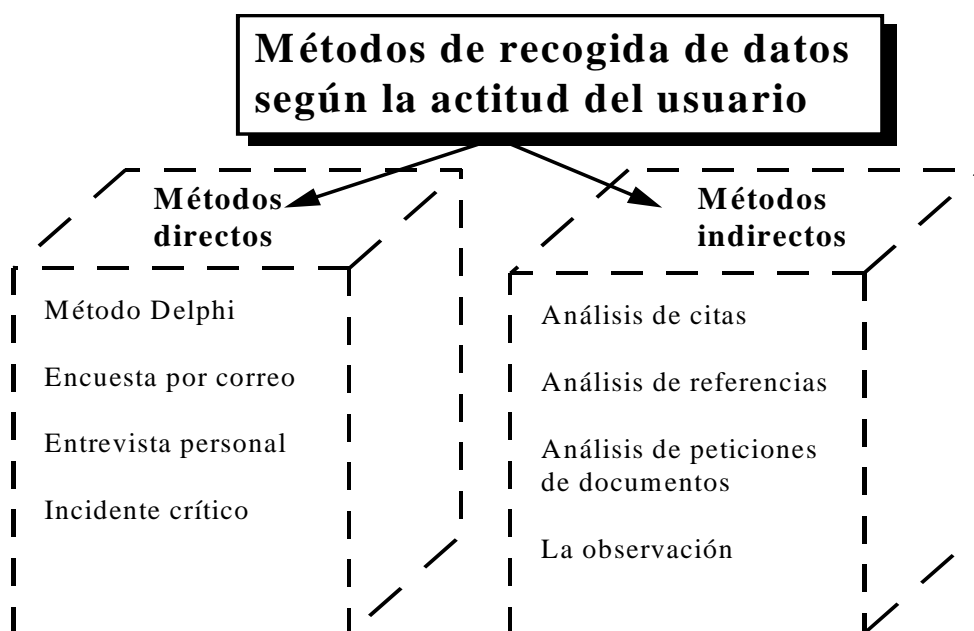 Métodos de recogida de datos
según la actitud del usuario
Métodos
directos
Método Delphi
Encuesta por correo
Entrevista personal
Incidente crítico
Métodos
indirectos
Análisis de citas
Análisis de referencias
Análisis de peticiones
de documentos
La observación